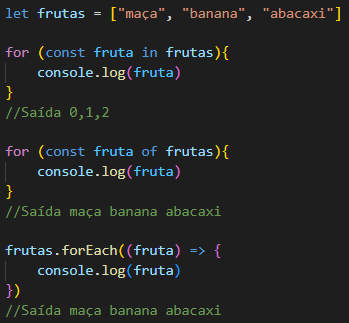 let frutas = ["maça", "banana", "abacaxi"]
for (const fruta in frutas){
console.log(fruta)
}
//Saída 0,1,2
for (const fruta of frutas){
console.log(fruta)
}
//Saída maça banana abacaxi
frutas.forEach((fruta) => {
console.log(fruta)
})
//Saída maça banana abacaxi